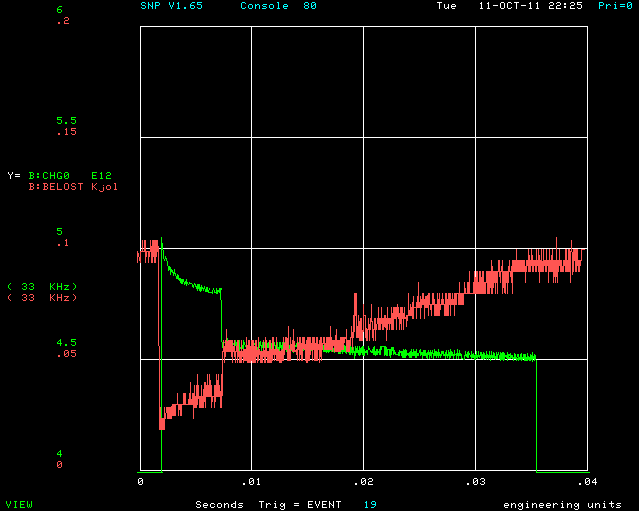 SNP V1.65 Console 80 Tue 11-OCT-11 22:25 Pri=0
6
.2
5.5
.15
Y= B:CHG0 E12
B:BELOST Kjol
5
.1
( 33 KHz)
( 33 KHz)
4.5
.05
4
0
0 .01 .02 .03 .04
VIEW Seconds Trig = EVENT 19 engineering units